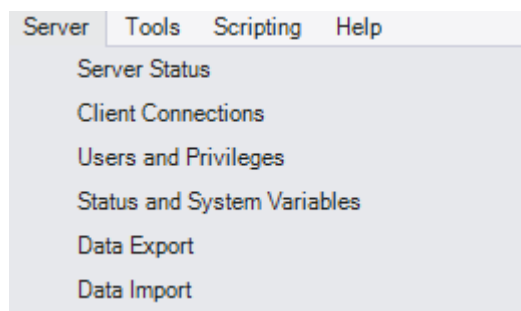 Server Tools Scripting Help
Server Status
Client Connections
Users and Privileges
Status and System Variables
Data Export
Data Import